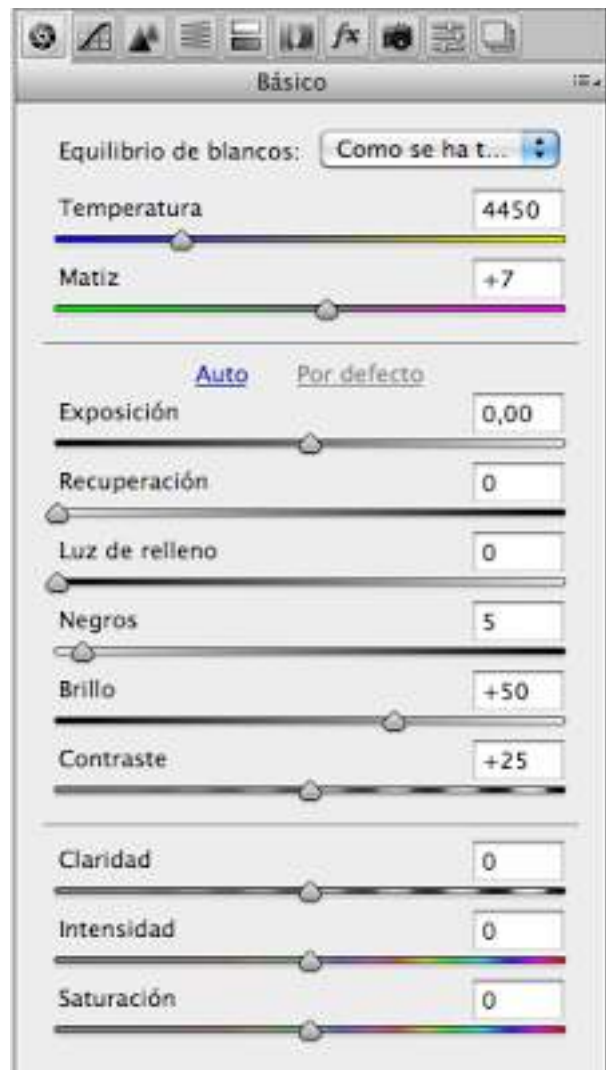 fx
Básico
Equilibrio de blancos: Como se ha t...
Temperatura 4450
Matiz +7
Auto Por defecto
Exposición 0,00
Recuperación 0
Luz de relleno 0
Negros 5
Brillo +50
Contraste +25
Claridad 0
Intensidad 0
Saturación 0